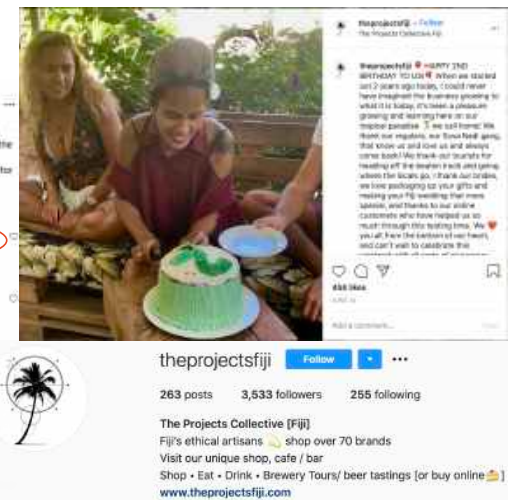 the
theprojectsfiji • Follow
The Projects Collective Fiji
theprojectsfiji HAPPY 2ND
BIRTHDAY TO US! When we started
out 2 years ago today, I could never
have imagined the business growing to
what it is today, it's been a pleasure
growing and learning here on our
tropical paradise we call home! We
thank our regulars, our Suva Nadi gang,
that know us and love us and always
come back! We thank our tourists for
heading off the beaten track and going
where the locals go, I thank our brides,
we love packaging up your gifts and
making your Fiji wedding that more
special, and thanks to our online
customers who have helped us so
much through this testing time. We ❤️
you all from the bottom of our heart,
and can't wait to celebrate this
likes
Add a comment...
theprojectsfiji Follow
263 posts 3,533 followers 255 following
The Projects Collective [Fiji]
Fiji's ethical artisans 💫 shop over 70 brands
Visit our unique shop, cafe / bar
Shop • Eat • Drink • Brewery Tours/ beer tastings [or buy online 🍰]
www.theprojectsfiji.com